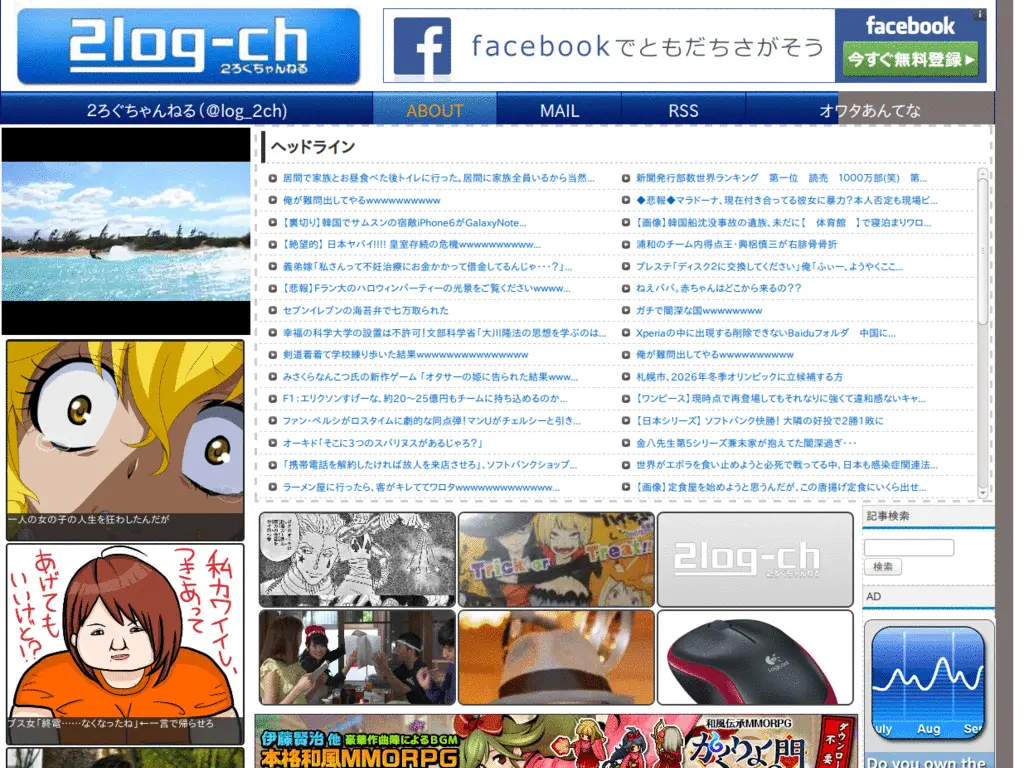 2log-ch
2ろぐちゃんねる
facebookでともだちさがそう
facebook
今すぐ無料登録
2ろぐちゃんねる(@log_2ch)
ABOUT
MAIL
RSS
オワタあんてな
ヘッドライン
居間で家族とお昼食べた後トイレに行った。居間に家族全員いるから当然...
俺が難問出してやるwwwwwwwwww
【裏切り】韓国でサムスンの宿敵iPhone6がGalaxyNote...
【絶望的】 日本ヤバイ!!!! 皇室存続の危機wwwwwwwwww...
義弟嫁「私さんって不妊治療にお金かかって借金してるんじゃ・・・?」...
【悲報】Fラン大のハロウィンパーティーの光景をご覧くださいwwww...
セブンイレブンの海苔弁で七万取られた
幸福の科学大学の設置は不許可!文部科学省「大川隆法の思想を学ぶのは...
剣道着着て学校練り歩いた結果wwwwwwwwwwwwwwww
みさくらなんこつ氏の新作ゲーム 「オタサーの姫に告られた結果www...
F1:エリクソンすげーな、約20～25億円もチームに持ち込めるのか...
ファン・ペルシがロスタイムに劇的な同点弾!マンUがチェルシーと引き...
オーキド「そこに3つのスパリヌスがあるじゃろ?」
「携帯電話を解約したければ故人を来店させろ」、ソフトバンクショップ...
ラーメン屋に行ったら、客がキレててワロタwwwwwwwwwwwwww...
新聞発行部数世界ランキング 第一位 読売 1000万部(笑) 第...
◆悲報◆マラドーナ、現在付き合ってる彼女に暴力?本人否定も現場ビ...
【画像】韓国船沈没事故の遺族、未だに【 体育館 】で寝泊まりワロ...
浦和のチーム内得点王・興梠慎三が右腓骨骨折
プレステ「ディスク2に交換してください」俺「ふぃー、ようやくここ...
ねえパパ。赤ちゃんはどこから来るの??
ガチで闇深な国wwwwwwww
Xperiaの中に出現する削除できないBaiduフォルダ 中国に...
俺が難問出してやるwwwwwwwwww
札幌市、2026年冬季オリンピックに立候補する方
【ワンピース】現時点で再登場してもそれなりに強くて違和感ないキャ...
【日本シリーズ】 ソフトバンク快勝! 大隣の好投で2勝1敗に
金八先生第5シリーズ兼末家が抱えてた闇深過ぎ・・・
世界がエボラを食い止めようと必死で戦ってる中、日本も感染症関連法...
【画像】定食屋を始めようと思うんだが、この唐揚げ定食にいくら出せ...
一人の女の子の人生を狂わしたんだが
私カワイイし、
つきあって
あげても
いいけど!?
ブス女「終電……なくなったね」←一言で帰らせろ
Trick or Treat!!
2log-ch
2ろぐちゃんねる
Logitech
記事検索
検索
AD
uly Aug Se
Do you own the
伊藤賢治 他 豪華作曲陣によるBGM
本格和風MMORPG
和風伝承MMORPG
かくりよの門
ダウンロー
不要